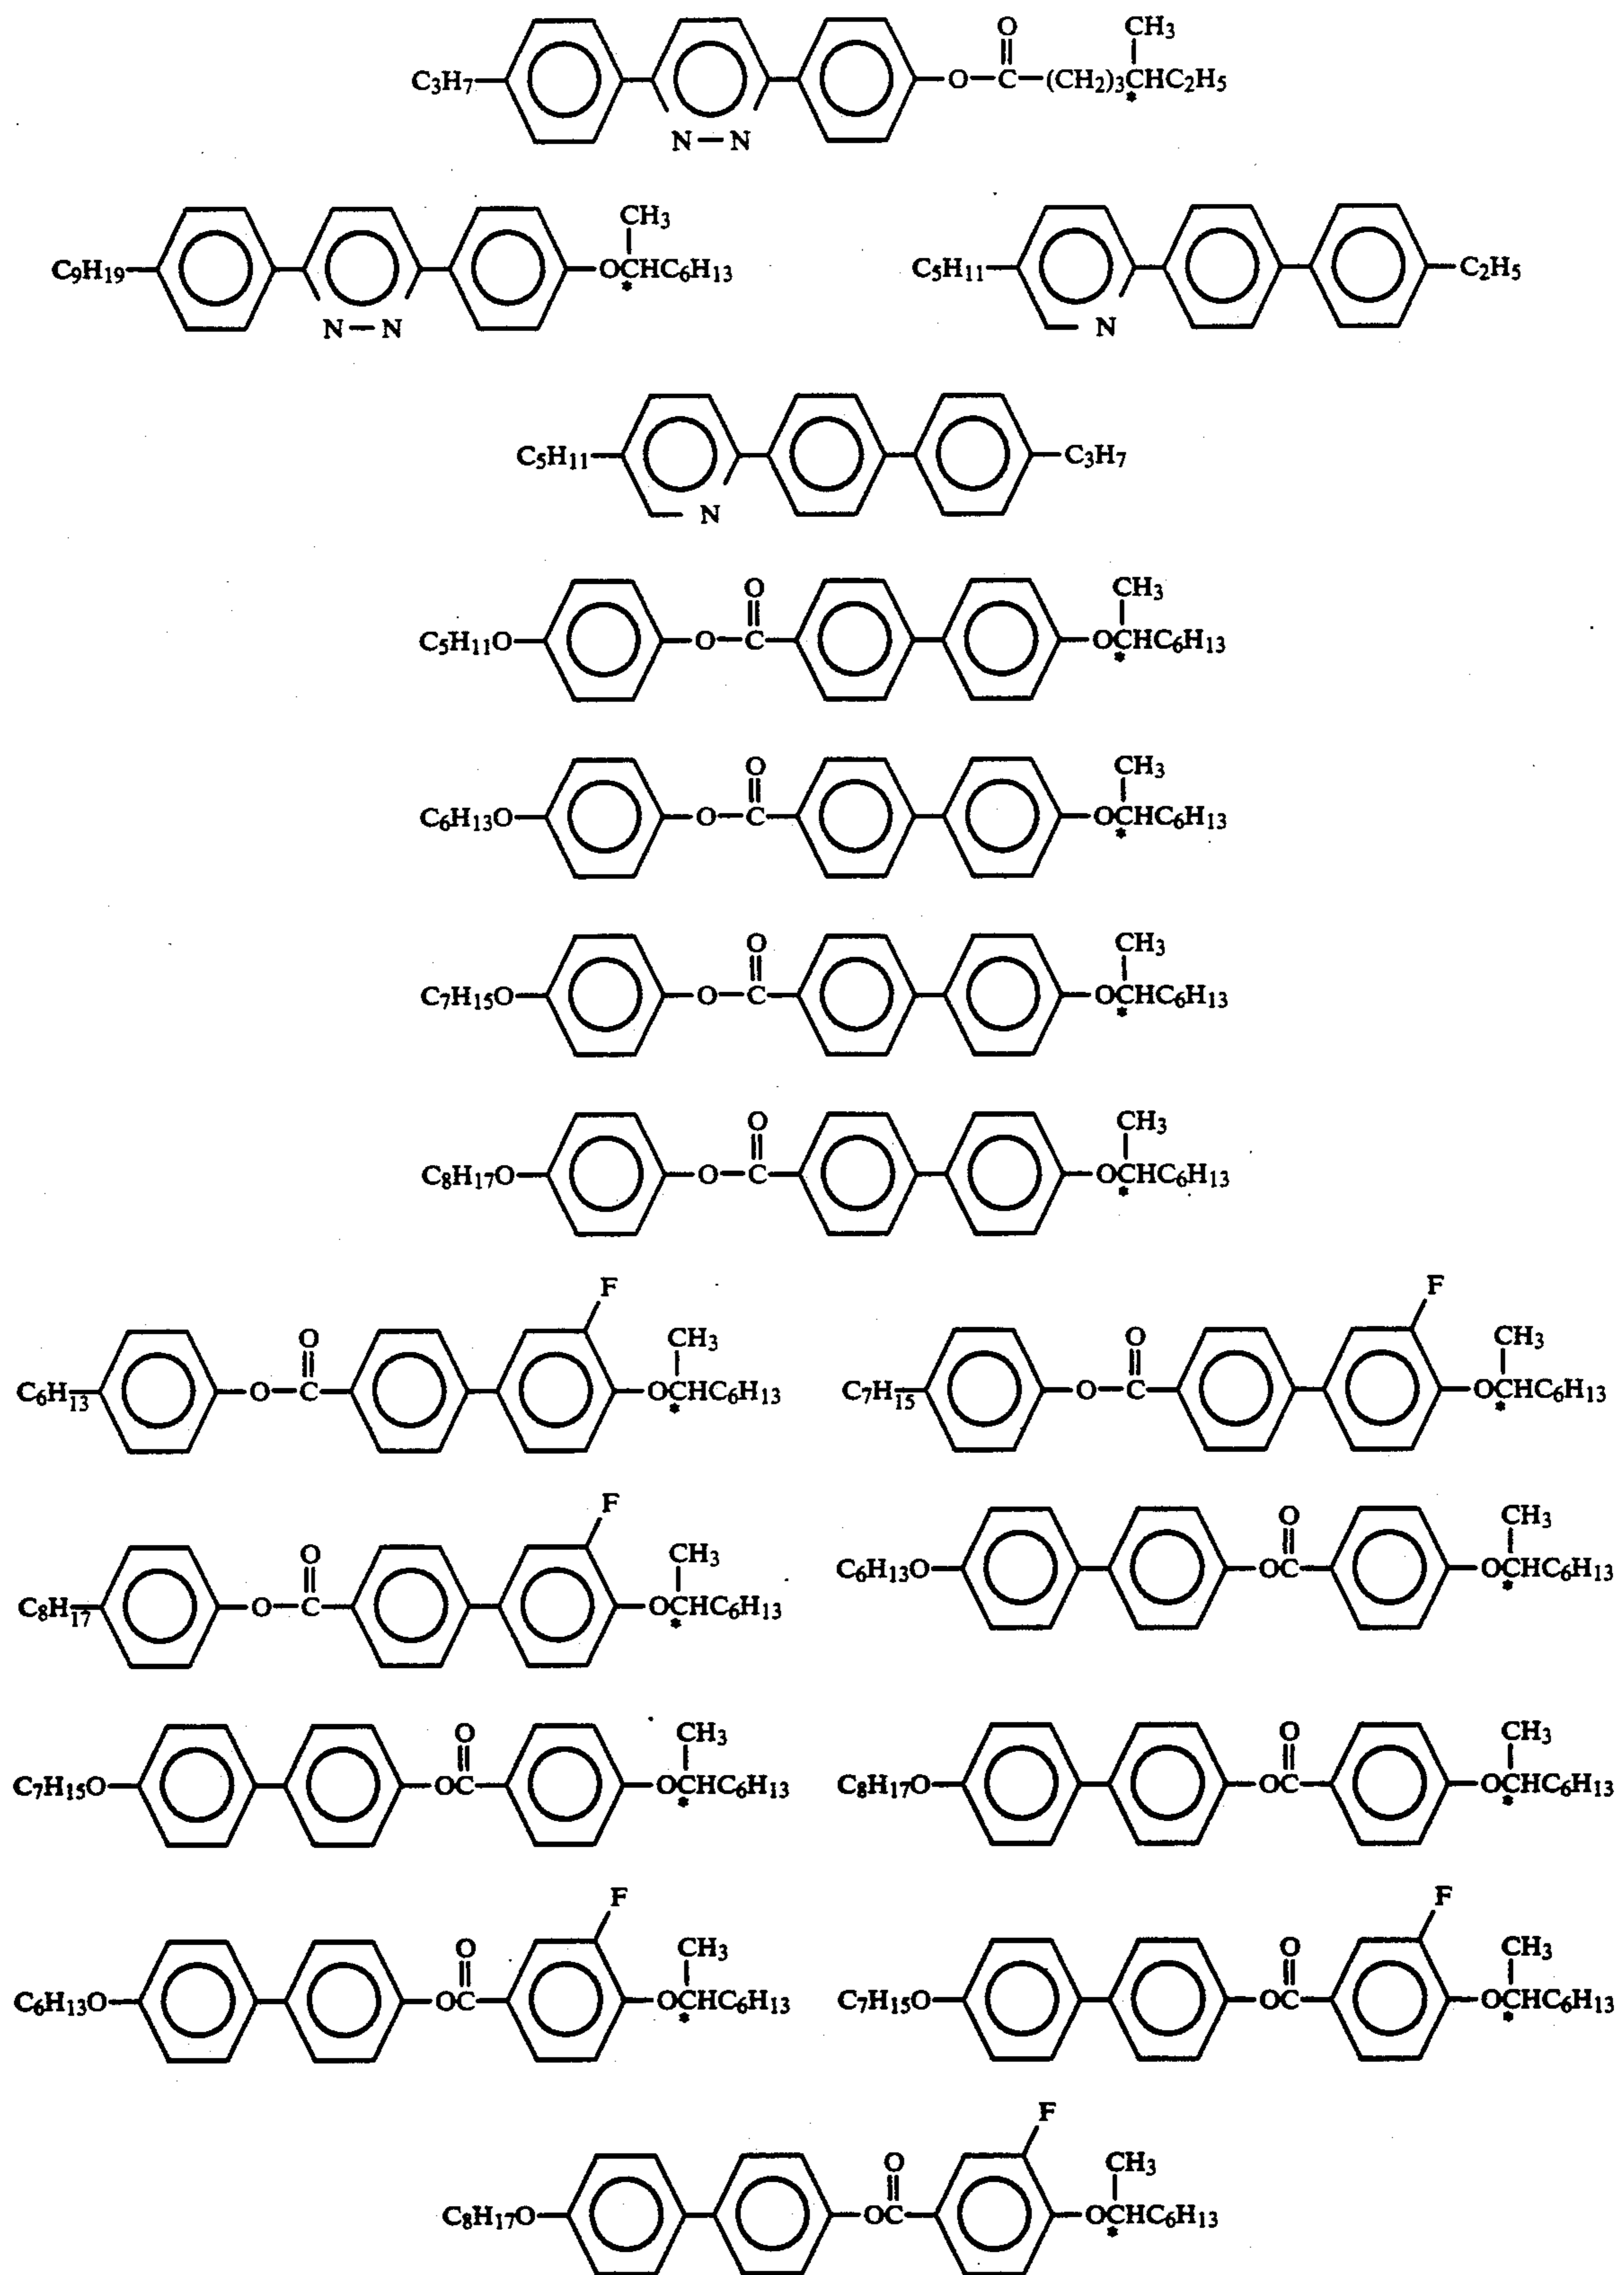 O CH3
C3H7 O C (CH2)3CHC2H5
*
N N
CH3
C9H19 OCHC6H13 C5H11 C2H5
*
N N N
C5H11 C3H7
N
O CH3
C5H11O O C OCHC6H13
*
O CH3
C6H13O O C OCHC6H13
*
O CH3
C7H15O O C OCHC6H13
*
O CH3
C8H17O O C OCHC6H13
*
F F
O CH3 O CH3
C6H13 O C OCHC6H13 C7H15 O C OCHC6H13
* *
F
O CH3 O CH3
C8H17 O C OCHC6H13 C6H13O OC OCHC6H13
* *
O CH3 O CH3
C7H15O OC OCHC6H13 C8H17O OC OCHC6H13
* *
F F
O CH3 O CH3
C6H13O OC OCHC6H13 C7H15O OC OCHC6H13
* *
F
O CH3
C8H17O OC OCHC6H13
*